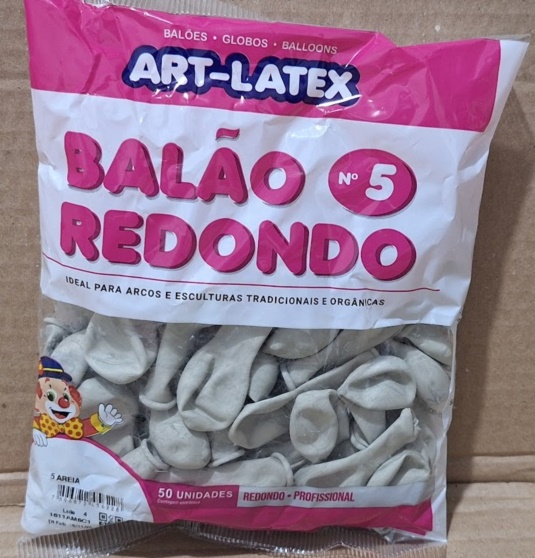 BALÕES • GLOBOS • BALLOONS
ART-LATEX
BALÃO Nº 5
REDONDO
IDEAL PARA ARCOS E ESCULTURAS TRADICIONAIS E ORGÂNICAS
5 AREIA
50 UNIDADES
REDONDO • PROFISSIONAL
Lote